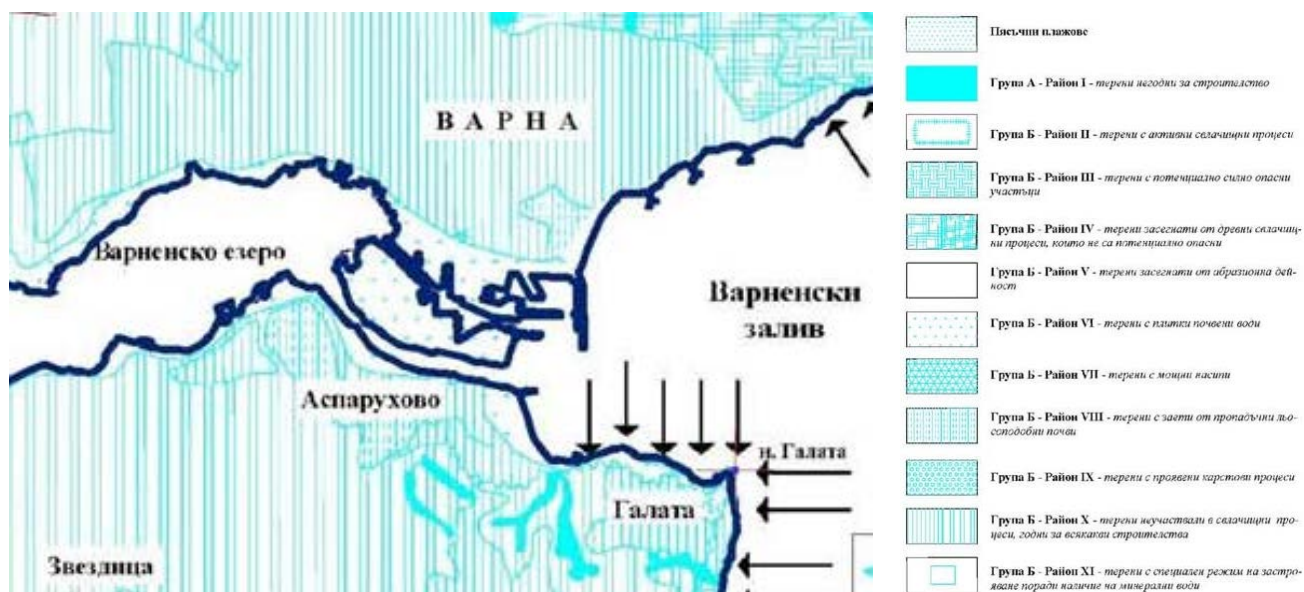 ВАРНА
Варненско езеро
Варненски
залив
Аспарухово
н. Галата
Галата
Звездица
Пясъчни плажове
Група А - Район I - терени негодни за строителство
Група Б - Район II - терени с активни свлачищни процеси
Група Б - Район III - терени с потенциално силно опасни
участъци
Група Б - Район IV - терени засегнати от древни свлачищ-
ни процеси, които не са потенциално опасни
Група Б - Район V - терени засегнати от абразионна дей-
ност
Група Б - Район VI - терени с плитки почвени води
Група Б - Район VII - терени с мощни насипи
Група Б - Район VIII - терени с заети от пропадъчни льо-
соподобни почви
Група Б - Район IX - терени с проявени карстови процеси
Група Б - Район X - терени неучаствали в свлачищни про-
цеси, годни за всякакви строителства
Група Б - Район XI - терени с специален режим на застро-
яване поради наличие на минерални води